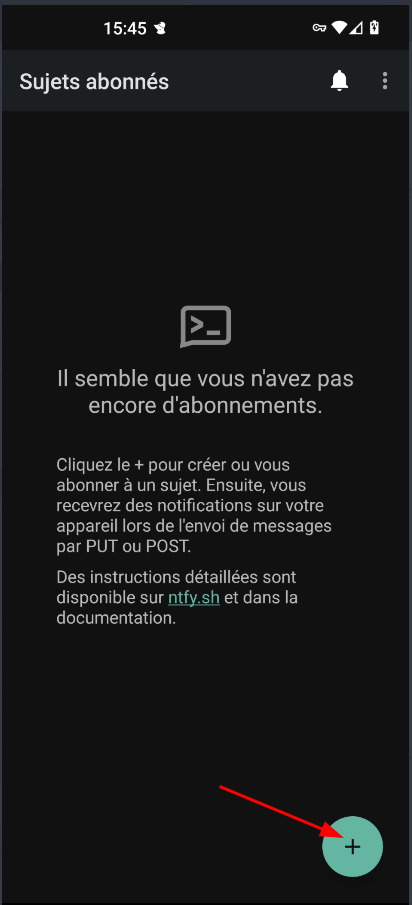 15:45
Sujets abonnés
Il semble que vous n'avez pas
encore d'abonnements.
Cliquez le + pour créer ou vous
abonner à un sujet. Ensuite, vous
recevrez des notifications sur votre
appareil lors de l'envoi de messages
par PUT ou POST.
Des instructions détaillées sont
disponible sur ntfy.sh et dans la
documentation.
+